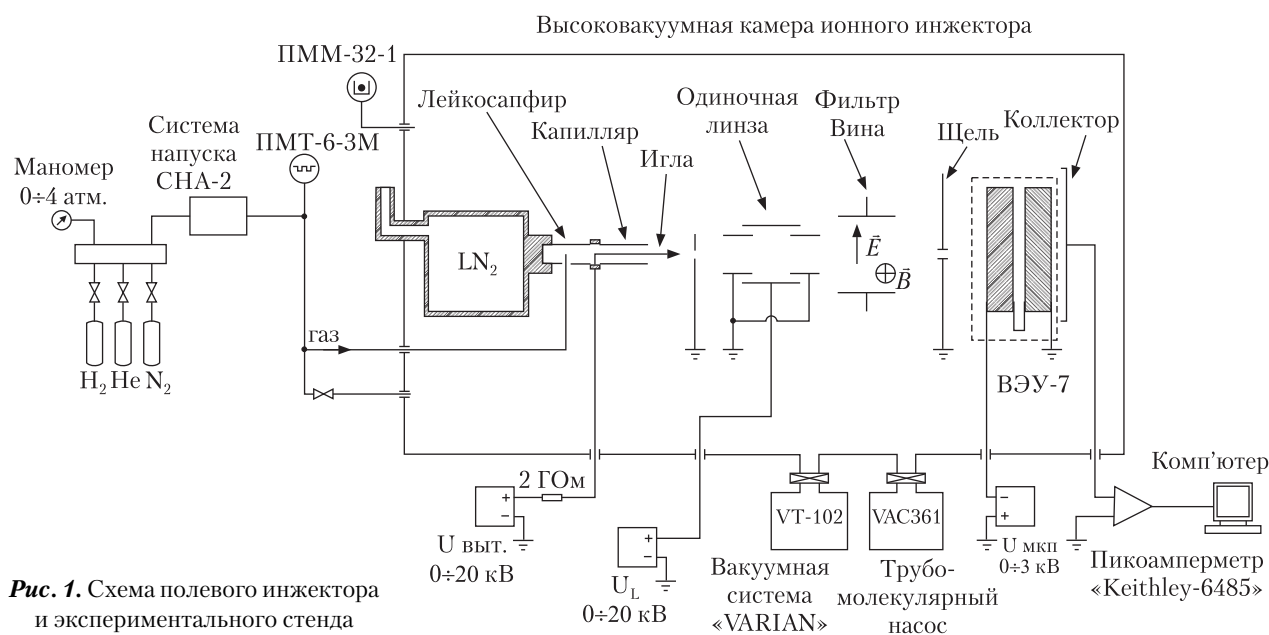 Высоковакуумная камера ионного инжектора
ПММ-32-1
Лейкосапфир
Капилляр
Игла
Одиночная
линза
Фильтр
Вина
Щель
Коллектор
Система
напуска
СНА-2
ПМТ-6-3М
Маномер
0÷4 атм.
LN₂
E⃗
B⃗
газ
H₂ He N₂
ВЭУ-7
2 ГОм
+
−
U выт.
0÷20 кВ
+
−
U_L
0÷20 кВ
VT-102
VAC361
Вакуумная
система
«VARIAN»
Трубо-
молекулярный
насос
−
+
U мкп
0÷3 кВ
Комп'ютер
Пикоамперметр
«Keithley-6485»
Рис. 1. Схема полевого инжектора
и экспериментального стенда